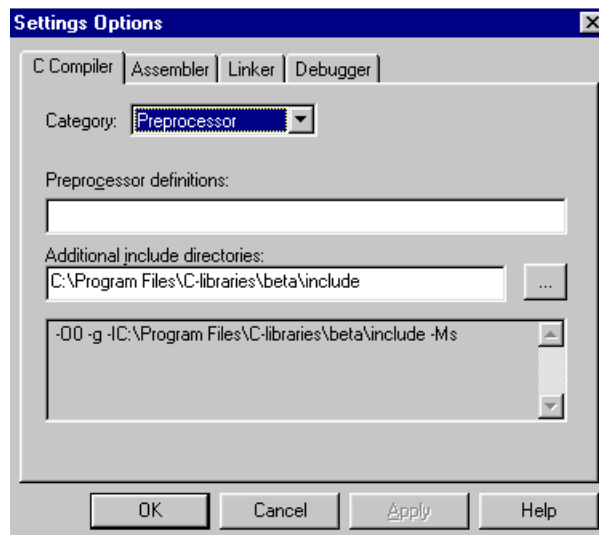 Settings Options
C Compiler Assembler Linker Debugger
Category: Preprocessor
Preprocessor definitions:
Additional include directories:
C:\Program Files\C-libraries\beta\include ...
-O0 -g -IC:\Program Files\C-libraries\beta\include -Ms
OK Cancel Apply Help